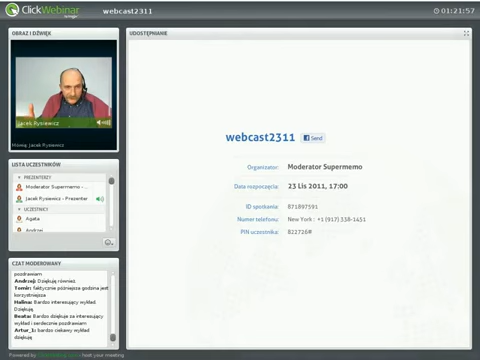 ClickWebinar
webcast2311
01:21:57
OBRAZ I DŹWIĘK
UDOSTĘPNIANIE
Jacek Rysiewicz
Mówią: Jacek Rysiewicz
LISTA UCZESTNIKÓW
PREZENTERZY
Moderator Supermemo - ...
Jacek Rysiewicz - Prezenter
UCZESTNICY
Agata
Andrzej
CZAT MODEROWANY
pozdrawiam
Andrzej: Dziękuję również
Tomir: faktycznie późniejsza godzina jest
korzystniejsza
Halina: Bardzo interesujący wykład.
Dziękuję
Beata: Bardzo dziękuje za interesujący
wykład i serdecznie pozdrawiam
Artur_1: bardzo ciekawy wykład
dziękuję
webcast2311 Send
Organizator: Moderator Supermemo
Data rozpoczęcia: 23 Lis 2011, 17:00
ID spotkania: 871897591
Numer telefonu: New York : +1 (917) 338-1451
PIN uczestnika: 822726#
Powered by
host your meeting